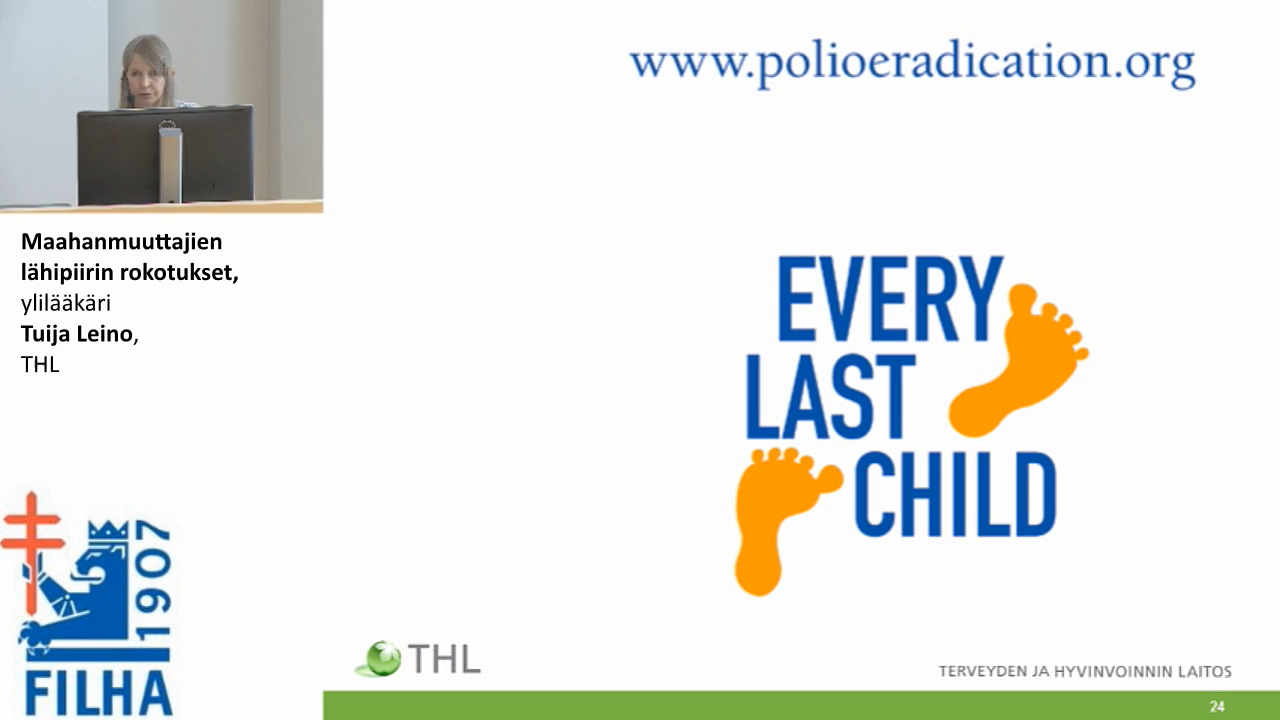 www.polioeradication.org
Maahanmuuttajien
lähipiirin rokotukset,
ylilääkäri
Tuija Leino,
THL
EVERY
LAST
CHILD
1907
FILHA
THL
TERVEYDEN JA HYVINVOINNIN LAITOS
24